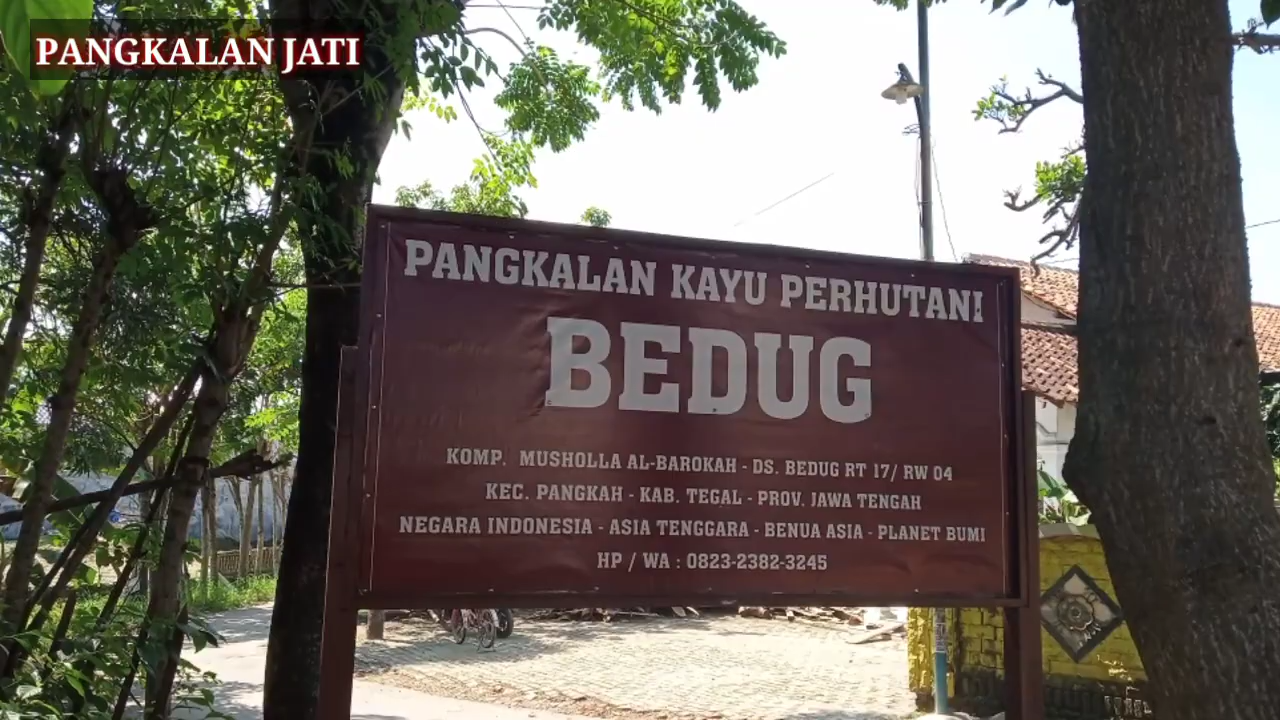 PANGKALAN JATI
PANGKALAN KAYU PERHUTANI
BEDUG
KOMP. MUSHOLLA AL-BAROKAH - DS. BEDUG RT 17/ RW 04
KEC. PANGKAH - KAB. TEGAL - PROV. JAWA TENGAH
NEGARA INDONESIA - ASIA TENGGARA - BENUA ASIA - PLANET BUMI
HP / WA : 0823-2382-3245